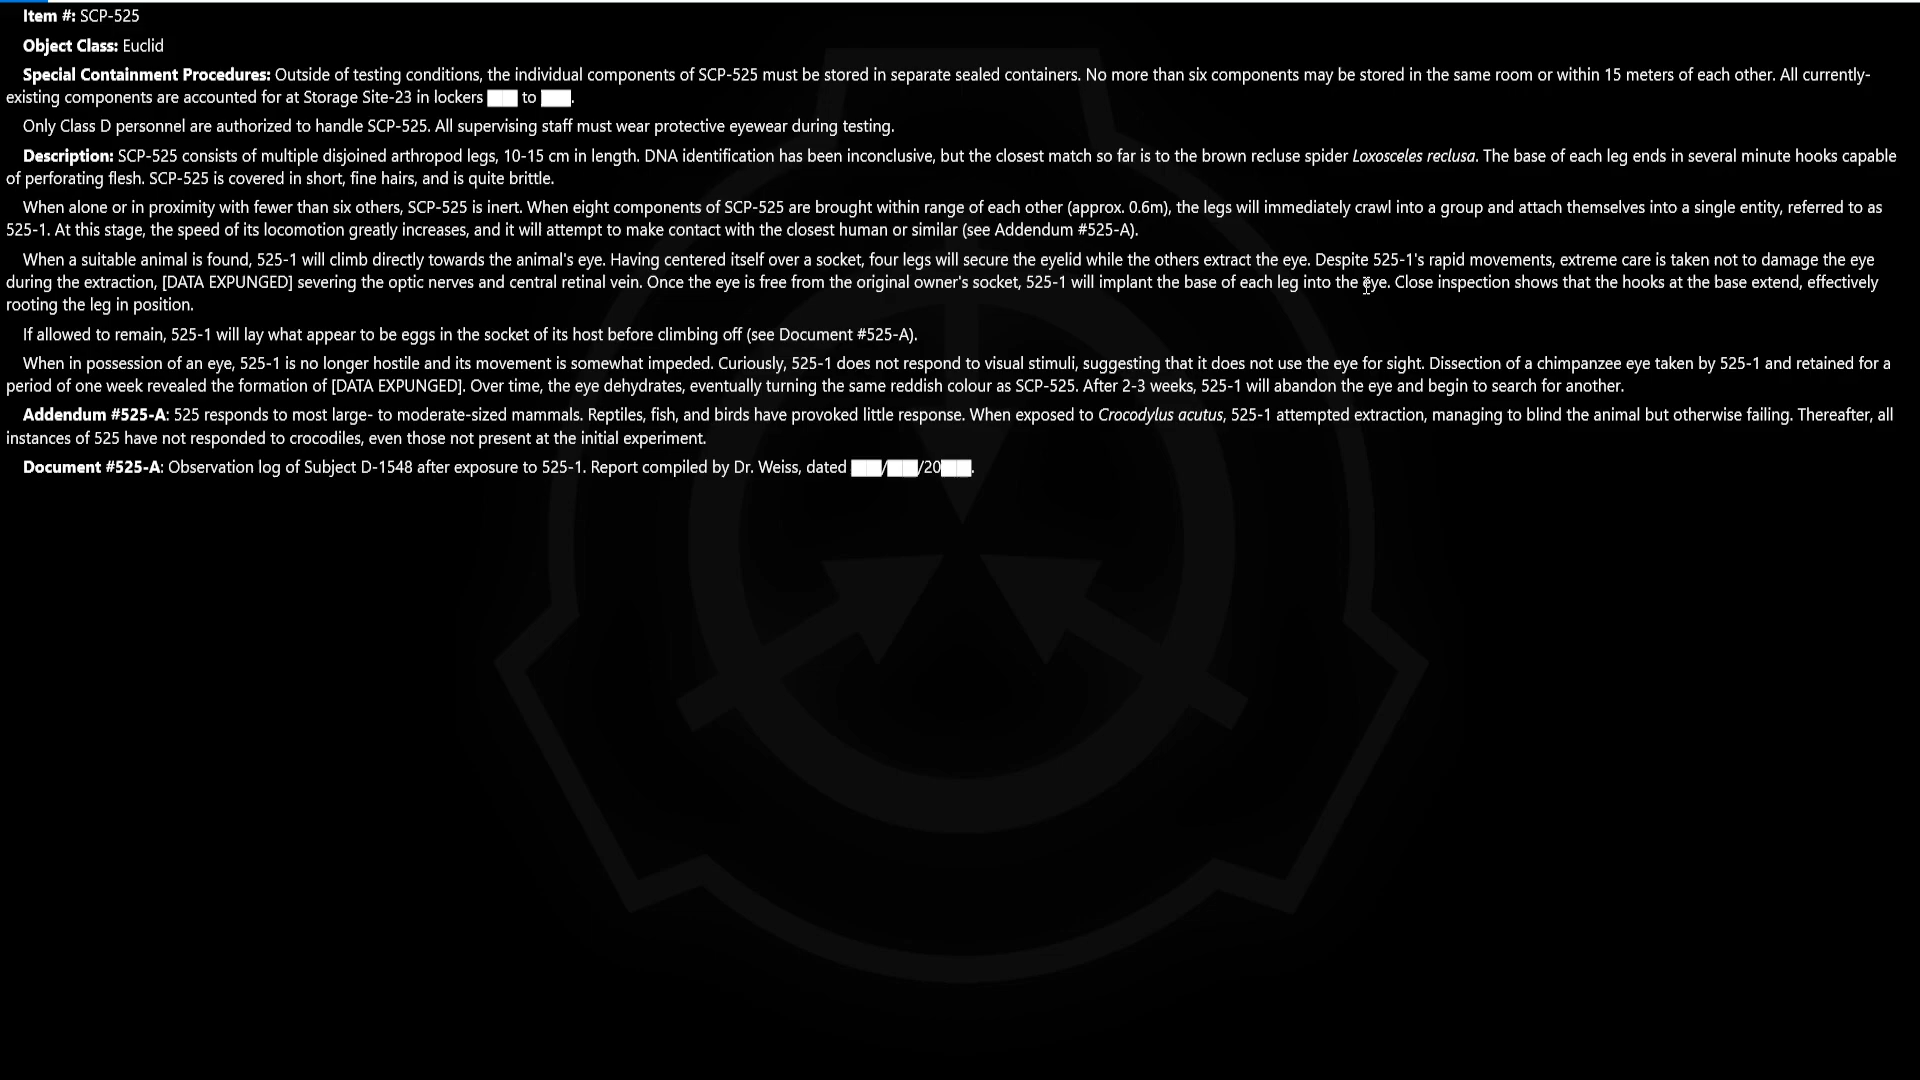 Item #: SCP-525
Object Class: Euclid
Special Containment Procedures: Outside of testing conditions, the individual components of SCP-525 must be stored in separate sealed containers. No more than six components may be stored in the same room or within 15 meters of each other. All currently-
existing components are accounted for at Storage Site-23 in lockers ██ to ██.
Only Class D personnel are authorized to handle SCP-525. All supervising staff must wear protective eyewear during testing.
Description: SCP-525 consists of multiple disjoined arthropod legs, 10-15 cm in length. DNA identification has been inconclusive, but the closest match so far is to the brown recluse spider Loxosceles reclusa. The base of each leg ends in several minute hooks capable
of perforating flesh. SCP-525 is covered in short, fine hairs, and is quite brittle.
When alone or in proximity with fewer than six others, SCP-525 is inert. When eight components of SCP-525 are brought within range of each other (approx. 0.6m), the legs will immediately crawl into a group and attach themselves into a single entity, referred to as
525-1. At this stage, the speed of its locomotion greatly increases, and it will attempt to make contact with the closest human or similar (see Addendum #525-A).
When a suitable animal is found, 525-1 will climb directly towards the animal's eye. Having centered itself over a socket, four legs will secure the eyelid while the others extract the eye. Despite 525-1's rapid movements, extreme care is taken not to damage the eye
during the extraction, [DATA EXPUNGED] severing the optic nerves and central retinal vein. Once the eye is free from the original owner's socket, 525-1 will implant the base of each leg into the eye. Close inspection shows that the hooks at the base extend, effectively
rooting the leg in position.
If allowed to remain, 525-1 will lay what appear to be eggs in the socket of its host before climbing off (see Document #525-A).
When in possession of an eye, 525-1 is no longer hostile and its movement is somewhat impeded. Curiously, 525-1 does not respond to visual stimuli, suggesting that it does not use the eye for sight. Dissection of a chimpanzee eye taken by 525-1 and retained for a
period of one week revealed the formation of [DATA EXPUNGED]. Over time, the eye dehydrates, eventually turning the same reddish colour as SCP-525. After 2-3 weeks, 525-1 will abandon the eye and begin to search for another.
Addendum #525-A: 525 responds to most large- to moderate-sized mammals. Reptiles, fish, and birds have provoked little response. When exposed to Crocodylus acutus, 525-1 attempted extraction, managing to blind the animal but otherwise failing. Thereafter, all
instances of 525 have not responded to crocodiles, even those not present at the initial experiment.
Document #525-A: Observation log of Subject D-1548 after exposure to 525-1. Report compiled by Dr. Weiss, dated ██/██/20██.